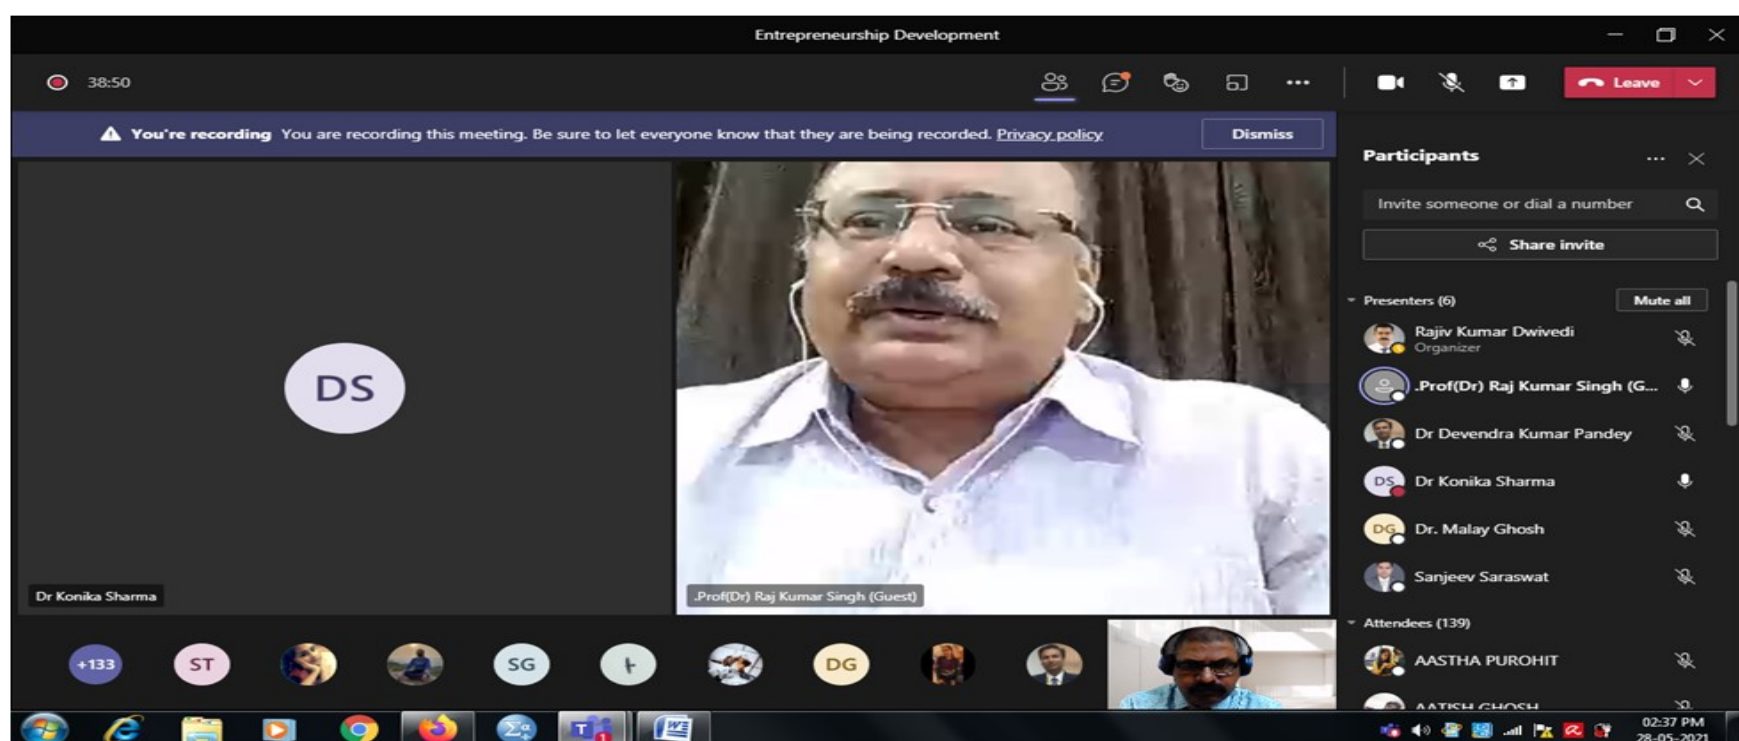 Entrepreneurship Development
38:50
Leave
You're recording You are recording this meeting. Be sure to let everyone know that they are being recorded. Privacy policy
Dismiss
Participants
Invite someone or dial a number
Share invite
Presenters (6)
Mute all
Rajiv Kumar Dwivedi
Organizer
.Prof(Dr) Raj Kumar Singh (G...
Dr Devendra Kumar Pandey
DS Dr Konika Sharma
DG Dr. Malay Ghosh
Sanjeev Saraswat
Attendees (139)
AASTHA PUROHIT
AATISH GHOSH
DS
Dr Konika Sharma
.Prof(Dr) Raj Kumar Singh (Guest)
+133 ST SG DG
02:37 PM
28-05-2021